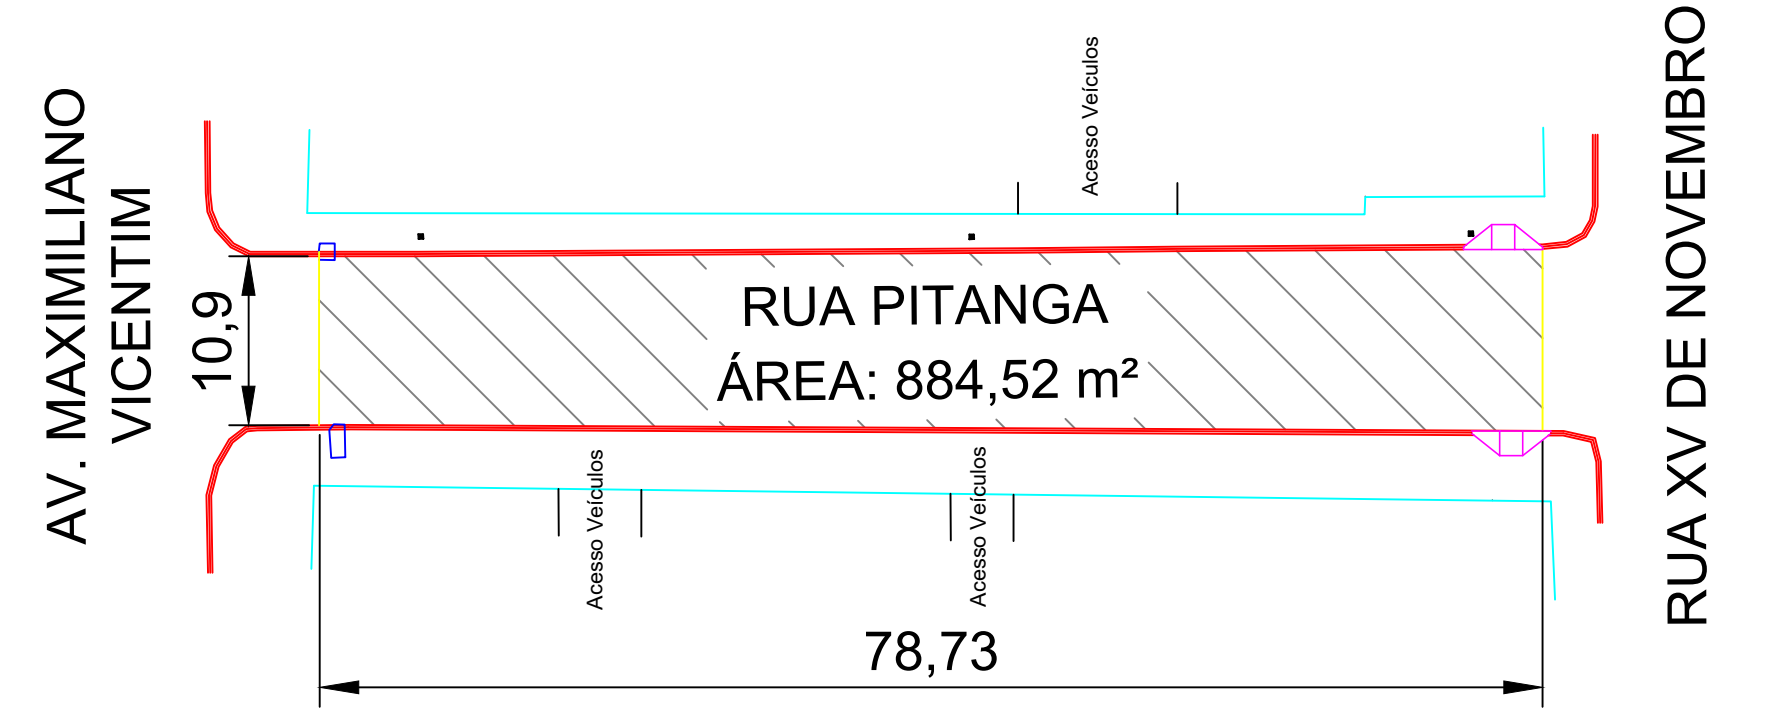 AV. MAXIMILIANO
VICENTIM
10,9
Acesso Veículos
RUA PITANGA
ÁREA: 884,52 m²
Acesso Veículos
Acesso Veículos
78,73
RUA XV DE NOVEMBRO